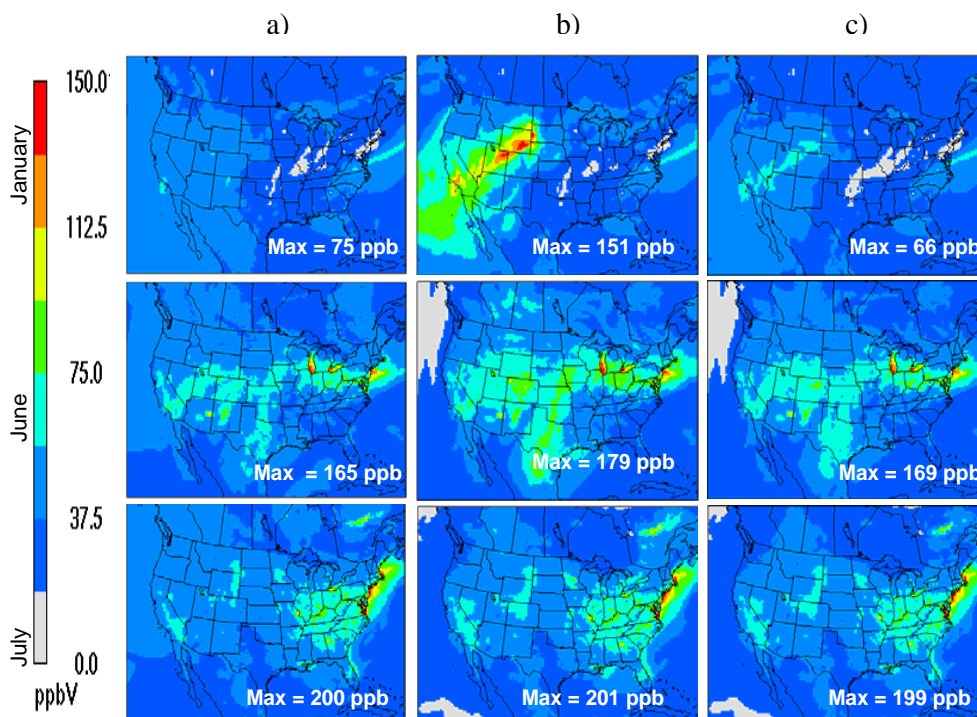 a)
b)
c)
January
June
July
150.0
112.5
75.0
37.5
0.0
ppbV
Max = 75 ppb
Max = 151 ppb
Max = 66 ppb
Max = 165 ppb
Max = 179 ppb
Max = 169 ppb
Max = 200 ppb
Max = 201 ppb
Max = 199 ppb